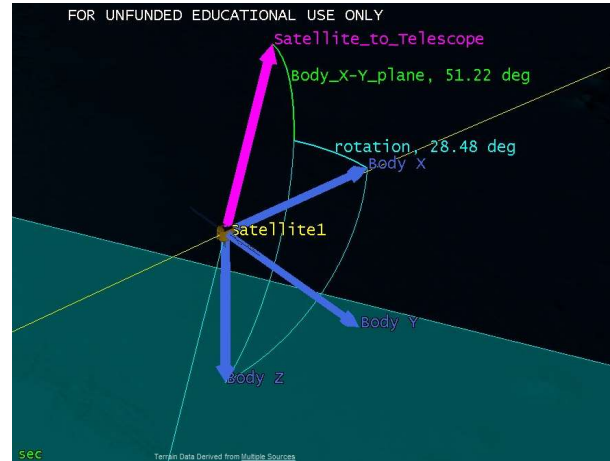 FOR UNFUNDED EDUCATIONAL USE ONLY
Satellite_to_Telescope
Body_X-Y_plane, 51.22 deg
rotation, 28.48 deg
Body X
Satellite1
Body Y
Body Z
sec
Terrain Data Derived from Multiple Sources